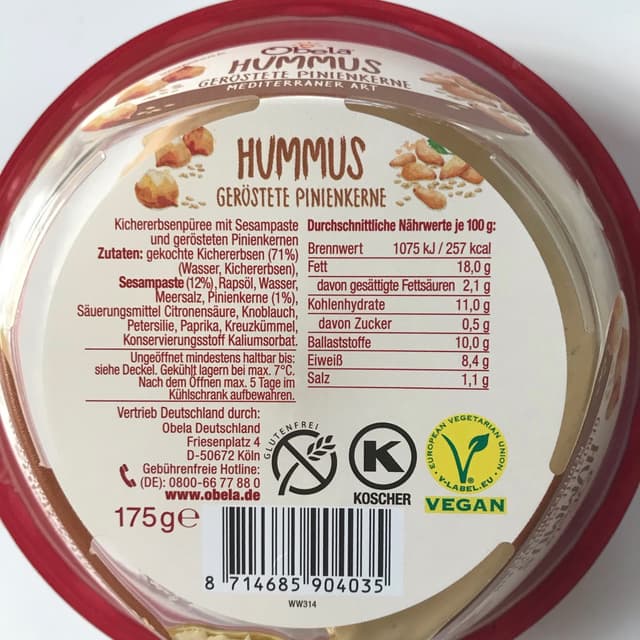 Obela
HUMMUS
GERÖSTETE PINIENKERNE
MEDITERRANER ART
HUMMUS
GERÖSTETE PINIENKERNE
Kichererbsenpüree mit Sesampaste
und gerösteten Pinienkernen
Zutaten: gekochte Kichererbsen (71%)
(Wasser, Kichererbsen),
Sesampaste (12%), Rapsöl, Wasser,
Meersalz, Pinienkerne (1%),
Säuerungsmittel Citronensäure, Knoblauch,
Petersilie, Paprika, Kreuzkümmel,
Konservierungsstoff Kaliumsorbat.
Ungeöffnet mindestens haltbar bis:
siehe Deckel. Gekühlt lagern bei max. 7°C.
Nach dem Öffnen max. 5 Tage im
Kühlschrank aufbewahren.
Vertrieb Deutschland durch:
Obela Deutschland
Friesenplatz 4
D-50672 Köln
Gebührenfreie Hotline:
(DE): 0800-66 77 88 0
www.obela.de
175g℮
Durchschnittliche Nährwerte je 100 g:
Brennwert 1075 kJ / 257 kcal
Fett 18,0 g
davon gesättigte Fettsäuren 2,1 g
Kohlenhydrate 11,0 g
davon Zucker 0,5 g
Ballaststoffe 10,0 g
Eiweiß 8,4 g
Salz 1,1 g
GLUTENFREI
K
KOSCHER
EUROPEAN VEGETARIAN UNION
V-LABEL.EU
VEGAN
8 714685 904035
WW314